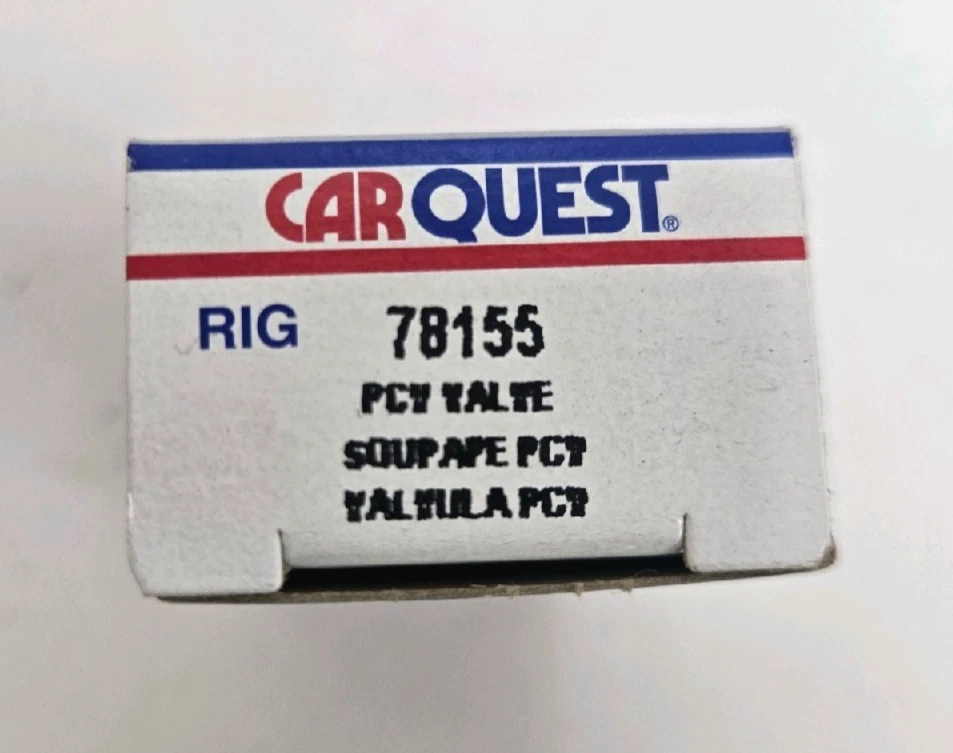 CARQUEST®
RIG 78155
PCV VALVE
SOUPAPE PCV
VALVULA PCV